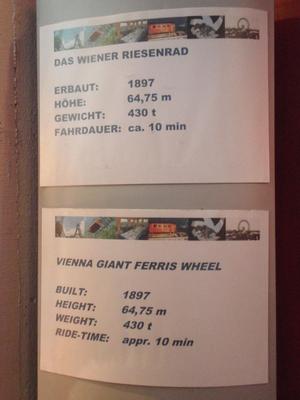 DAS WIENER RIESENRAD
ERBAUT: 1897
HÖHE: 64,75 m
GEWICHT: 430 t
FAHRDAUER: ca. 10 min
VIENNA GIANT FERRIS WHEEL
BUILT: 1897
HEIGHT: 64,75 m
WEIGHT: 430 t
RIDE-TIME: appr. 10 min